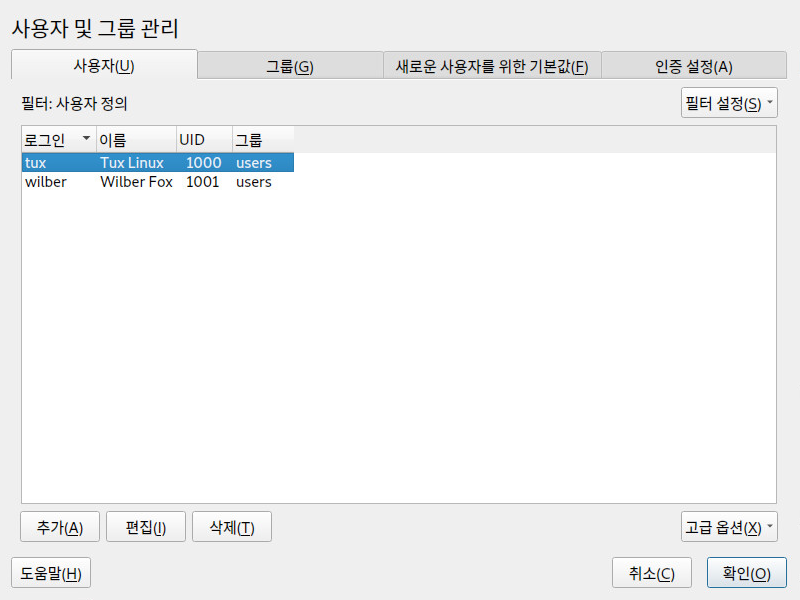 사용자 및 그룹 관리
사용자(U) 그룹(G) 새로운 사용자를 위한 기본값(F) 인증 설정(A)
필터: 사용자 정의 필터 설정(S)
로그인 이름 UID 그룹
tux Tux Linux 1000 users
wilber Wilber Fox 1001 users
추가(A) 편집(I) 삭제(T) 고급 옵션(X)
도움말(H) 취소(C) 확인(O)